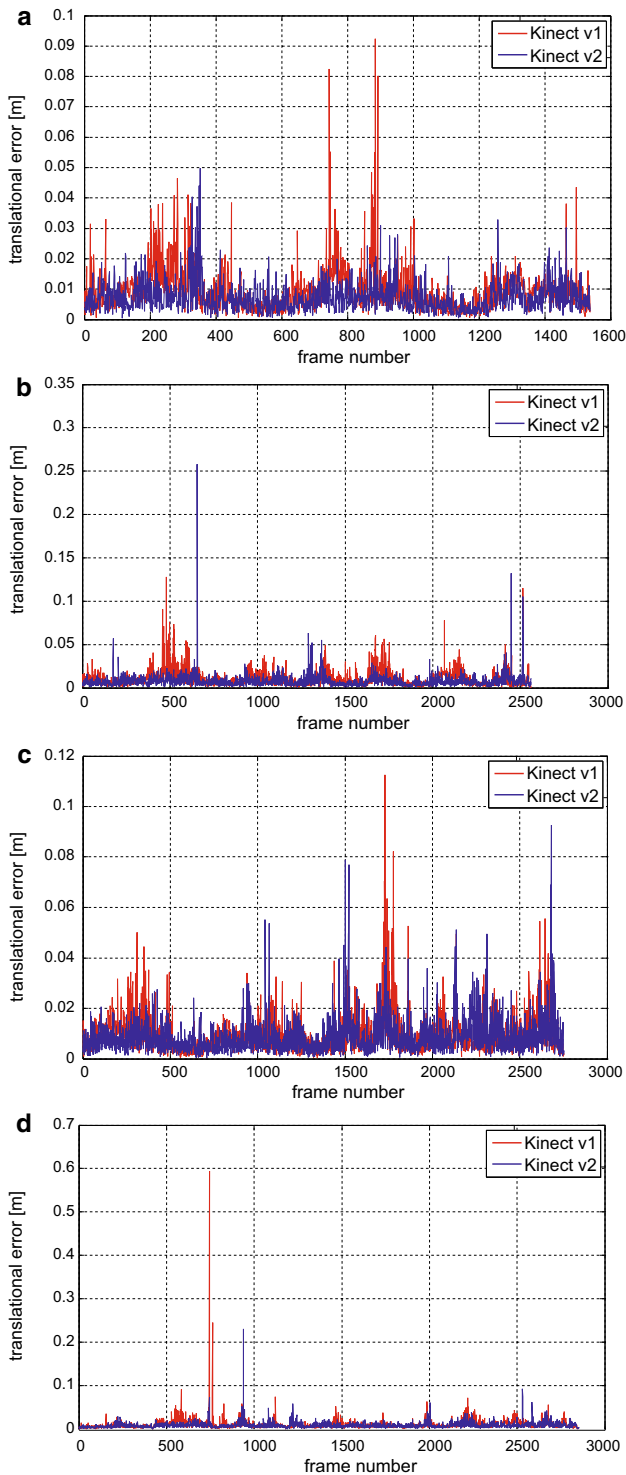 a
0.1
0.09
0.08
0.07
0.06
0.05
0.04
0.03
0.02
0.01
0
translational error [m]
Kinect v1
Kinect v2
0 200 400 600 800 1000 1200 1400 1600
frame number
b
0.35
0.3
0.25
0.2
0.15
0.1
0.05
0
translational error [m]
Kinect v1
Kinect v2
0 500 1000 1500 2000 2500 3000
frame number
c
0.12
0.1
0.08
0.06
0.04
0.02
0
translational error [m]
Kinect v1
Kinect v2
0 500 1000 1500 2000 2500 3000
frame number
d
0.7
0.6
0.5
0.4
0.3
0.2
0.1
0
translational error [m]
Kinect v1
Kinect v2
0 500 1000 1500 2000 2500 3000
frame number